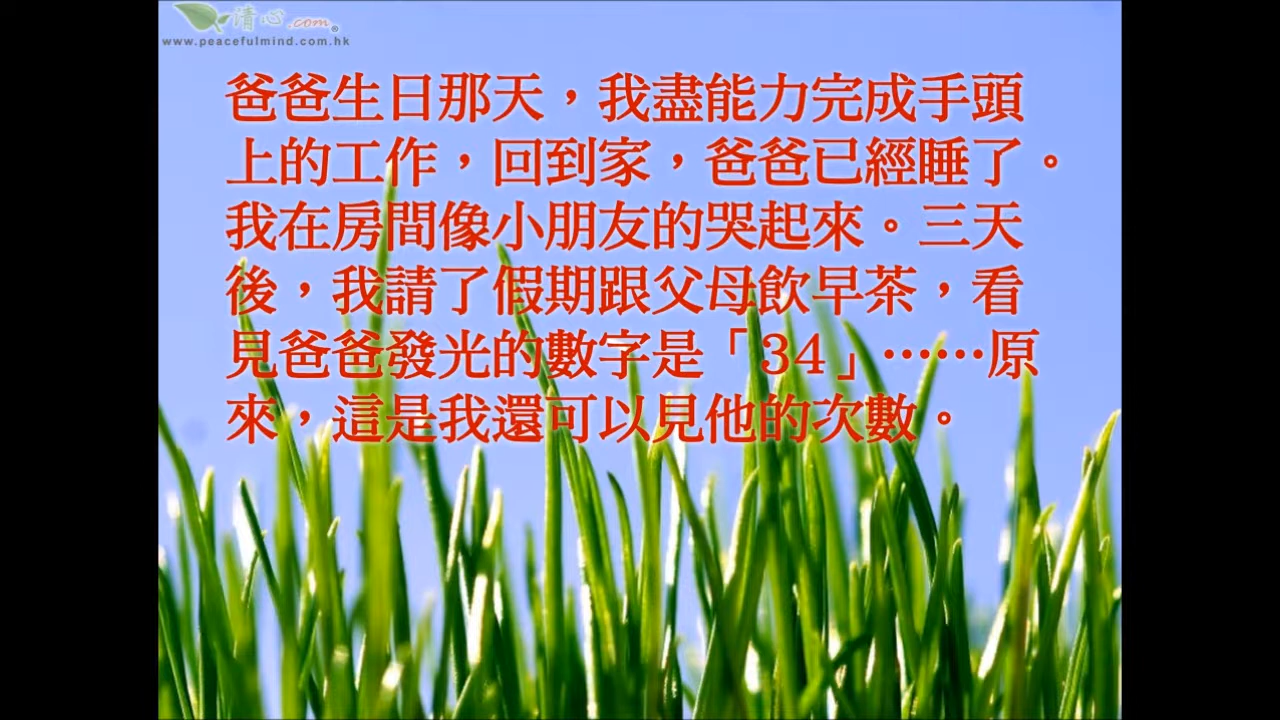 清心.com®
www.peacefulmind.com.hk
爸爸生日那天，我盡能力完成手頭
上的工作，回到家，爸爸已經睡了。
我在房間像小朋友的哭起來。三天
後，我請了假期跟父母飲早茶，看
見爸爸發光的數字是「34」……原
來，這是我還可以見他的次數。